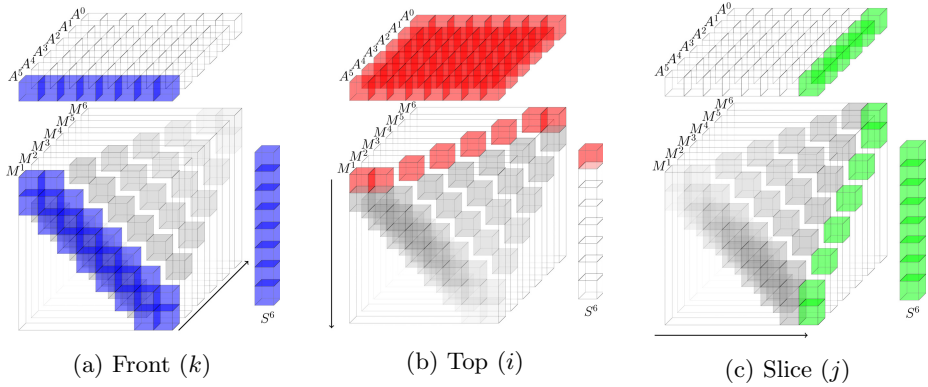 A^0 A^1 A^2 A^3 A^4 A^5
M^6 M^5 M^4 M^3 M^2 M^1
S^6
(a) Front (k)
A^0 A^1 A^2 A^3 A^4 A^5
M^6 M^5 M^4 M^3 M^2 M^1
S^6
(b) Top (i)
A^0 A^1 A^2 A^3 A^4 A^5
M^6 M^5 M^4 M^3 M^2 M^1
S^6
(c) Slice (j)